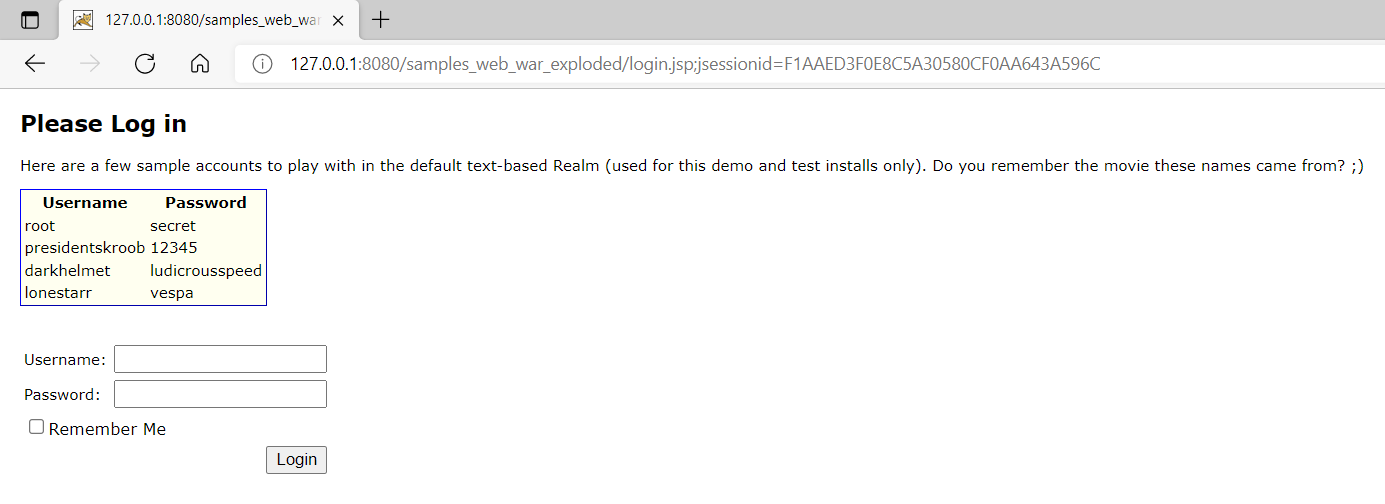 127.0.0.1:8080/samples_web_wa
127.0.0.1:8080/samples_web_war_exploded/login.jsp;jsessionid=F1AAED3F0E8C5A30580CF0AA643A596C
Please Log in
Here are a few sample accounts to play with in the default text-based Realm (used for this demo and test installs only). Do you remember the movie these names came from? ;)
Username Password
root secret
presidentskroob 12345
darkhelmet ludicrousspeed
lonestarr vespa
Username:
Password:
Remember Me
Login